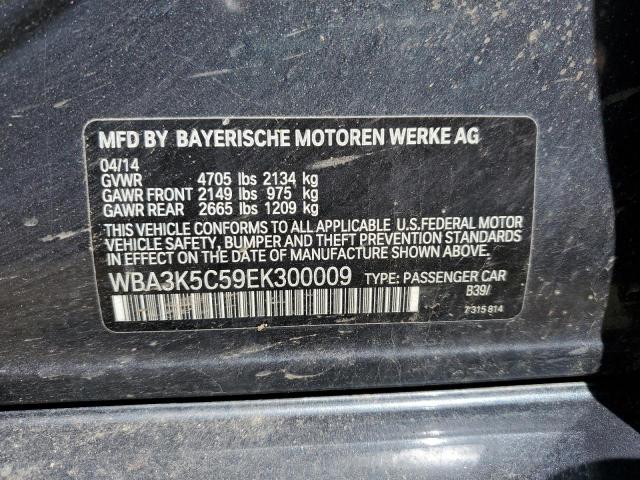 MFD BY BAYERISCHE MOTOREN WERKE AG
04/14
GVWR 4705 lbs 2134 kg
GAWR FRONT 2149 lbs 975 kg
GAWR REAR 2665 lbs 1209 kg
THIS VEHICLE CONFORMS TO ALL APPLICABLE U.S.FEDERAL MOTOR
VEHICLE SAFETY, BUMPER AND THEFT PREVENTION STANDARDS
IN EFFECT ON THE DATE OF MANUFACTURE SHOWN ABOVE.
WBA3K5C59EK300009 TYPE: PASSENGER CAR
B39/
7315814